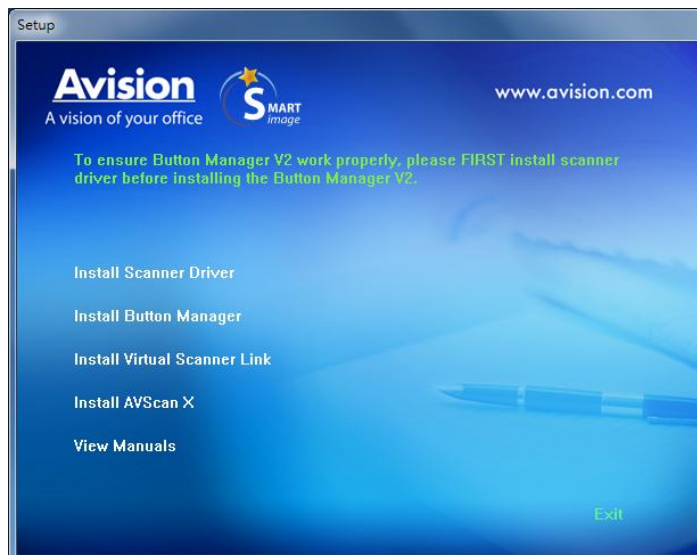 Setup
Avision
A vision of your office
SMART
image
www.avision.com
To ensure Button Manager V2 work properly, please FIRST install scanner
driver before installing the Button Manager V2.
Install Scanner Driver
Install Button Manager
Install Virtual Scanner Link
Install AVScan X
View Manuals
Exit